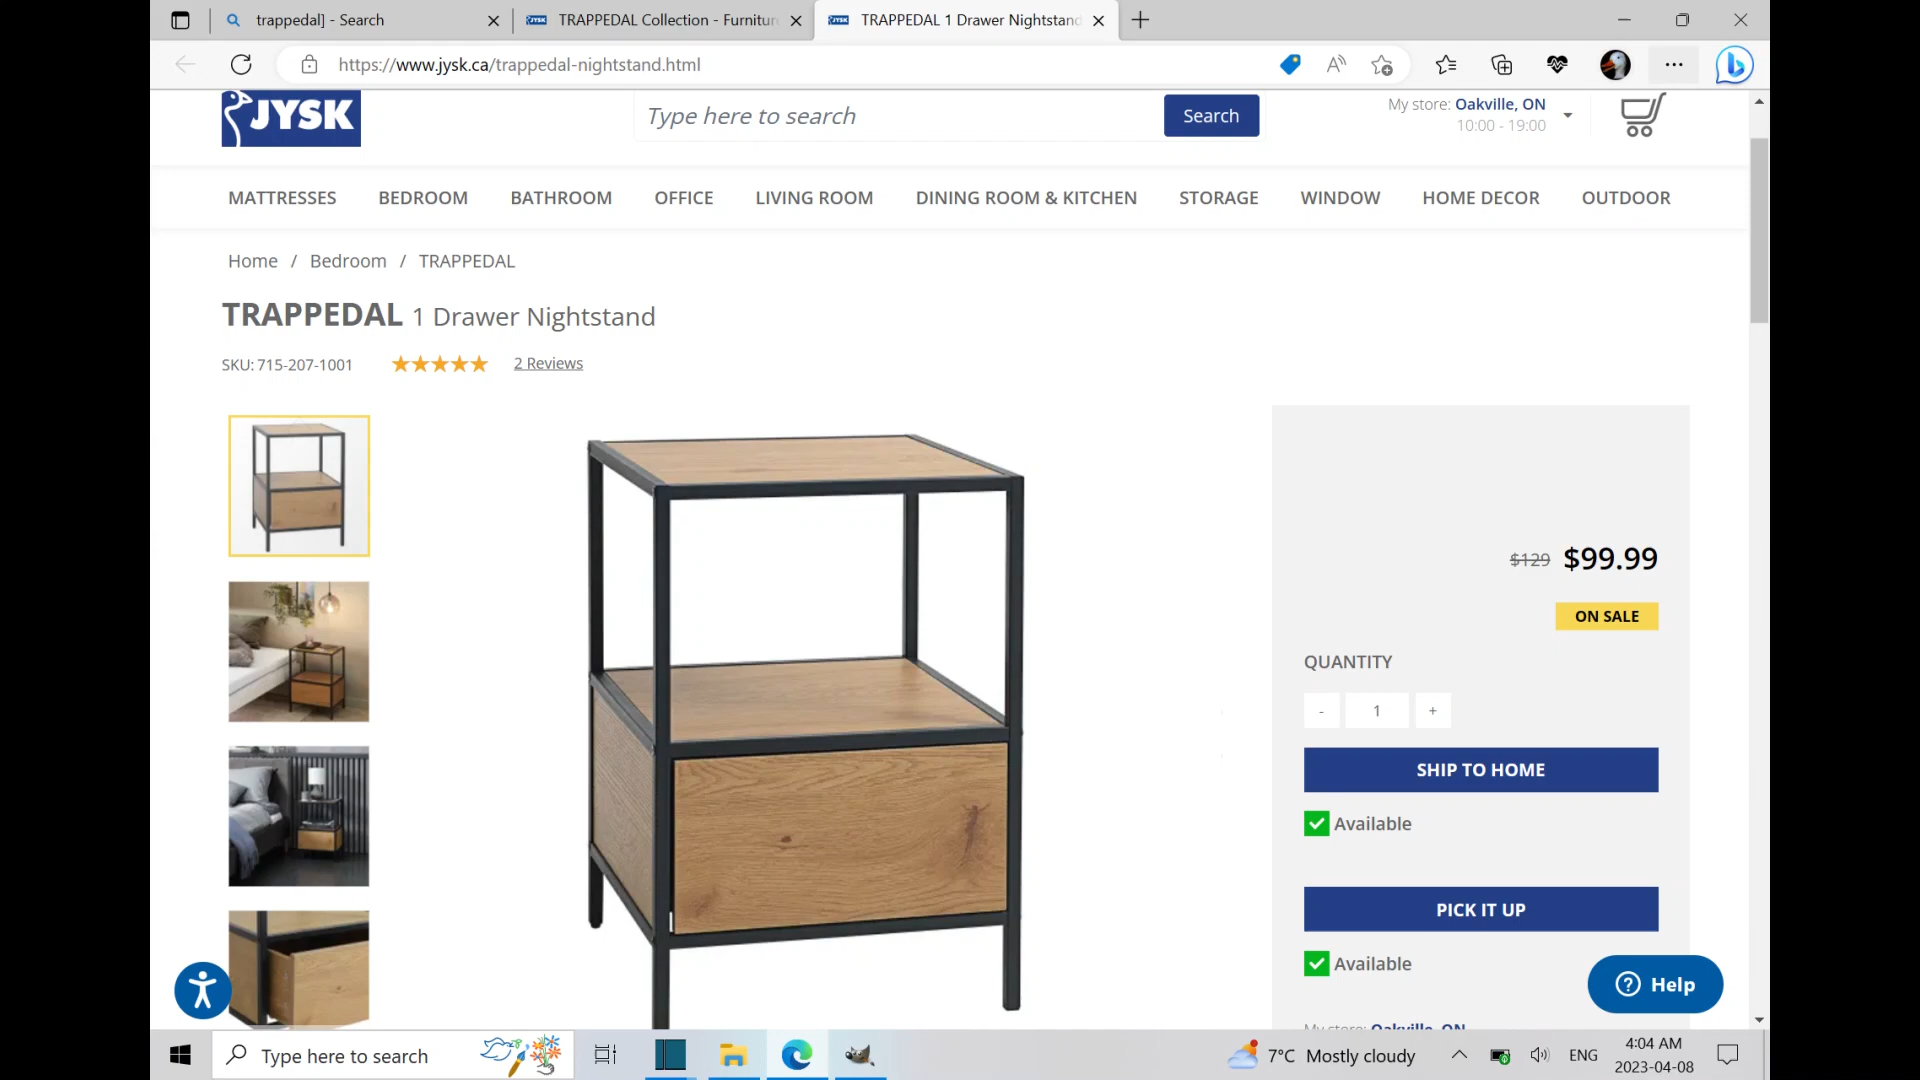 trappedal] - Search
TRAPPEDAL Collection - Furnitur
TRAPPEDAL 1 Drawer Nightstand
https://www.jysk.ca/trappedal-nightstand.html
JYSK
Type here to search
Search
My store: Oakville, ON
10:00 - 19:00
MATTRESSES BEDROOM BATHROOM OFFICE LIVING ROOM DINING ROOM & KITCHEN STORAGE WINDOW HOME DECOR OUTDOOR
Home / Bedroom / TRAPPEDAL
TRAPPEDAL 1 Drawer Nightstand
SKU: 715-207-1001
2 Reviews
$129 $99.99
ON SALE
QUANTITY
- 1 +
SHIP TO HOME
Available
PICK IT UP
Available
Help
My store: Oakville, ON
Type here to search
7°C Mostly cloudy
ENG
4:04 AM
2023-04-08